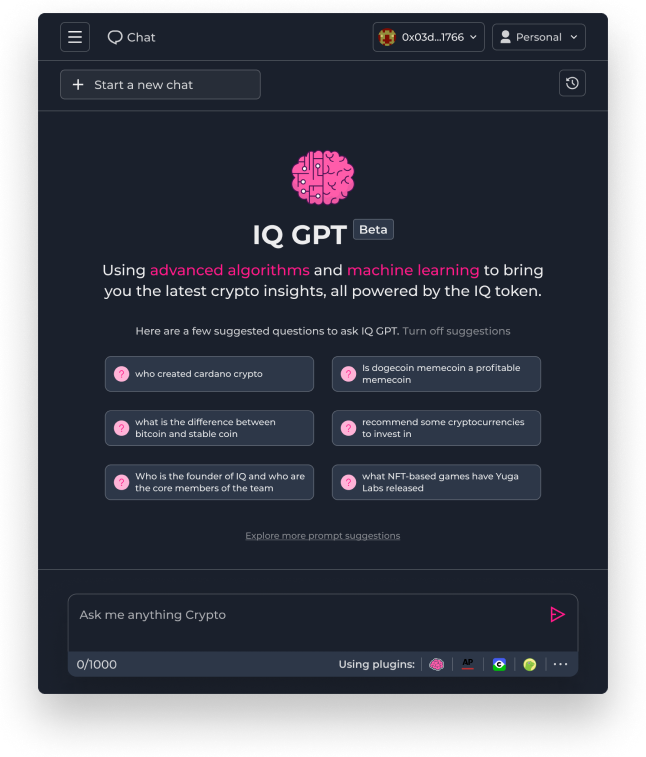 Chat
0x03d...1766
Personal
Start a new chat
IQ GPT Beta
Using advanced algorithms and machine learning to bring
you the latest crypto insights, all powered by the IQ token.
Here are a few suggested questions to ask IQ GPT. Turn off suggestions
? who created cardano crypto
? Is dogecoin memecoin a profitable
memecoin
? what is the difference between
bitcoin and stable coin
? recommend some cryptocurrencies
to invest in
? Who is the founder of IQ and who are
the core members of the team
? what NFT-based games have Yuga
Labs released
Explore more prompt suggestions
Ask me anything Crypto
0/1000
Using plugins:
AP